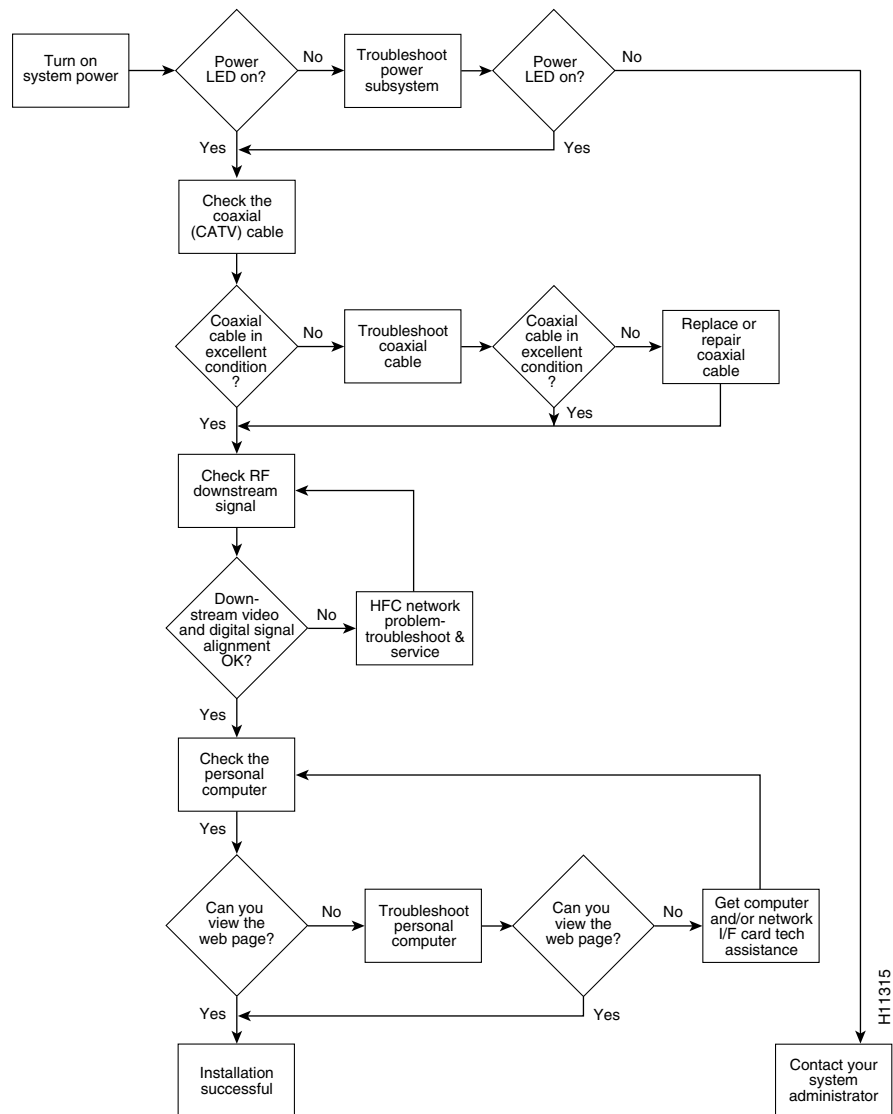 Turn on
system power
Power
LED on?
No
Troubleshoot
power
subsystem
Power
LED on?
No
Yes
Yes
Check the
coaxial
(CATV) cable
Coaxial
cable in
excellent
condition
?
No
Troubleshoot
coaxial
cable
Coaxial
cable in
excellent
condition
?
No
Replace or
repair
coaxial
cable
Yes
Yes
Check RF
downstream
signal
Down-
stream video
and digital signal
alignment
OK?
No
HFC network
problem-
troubleshoot &
service
Yes
Check the
personal
computer
Yes
Can you
view the
web page?
No
Troubleshoot
personal
computer
Can you
view the
web page?
No
Get computer
and/or network
I/F card tech
assistance
Yes
Yes
Installation
successful
Contact your
system
administrator
H11315